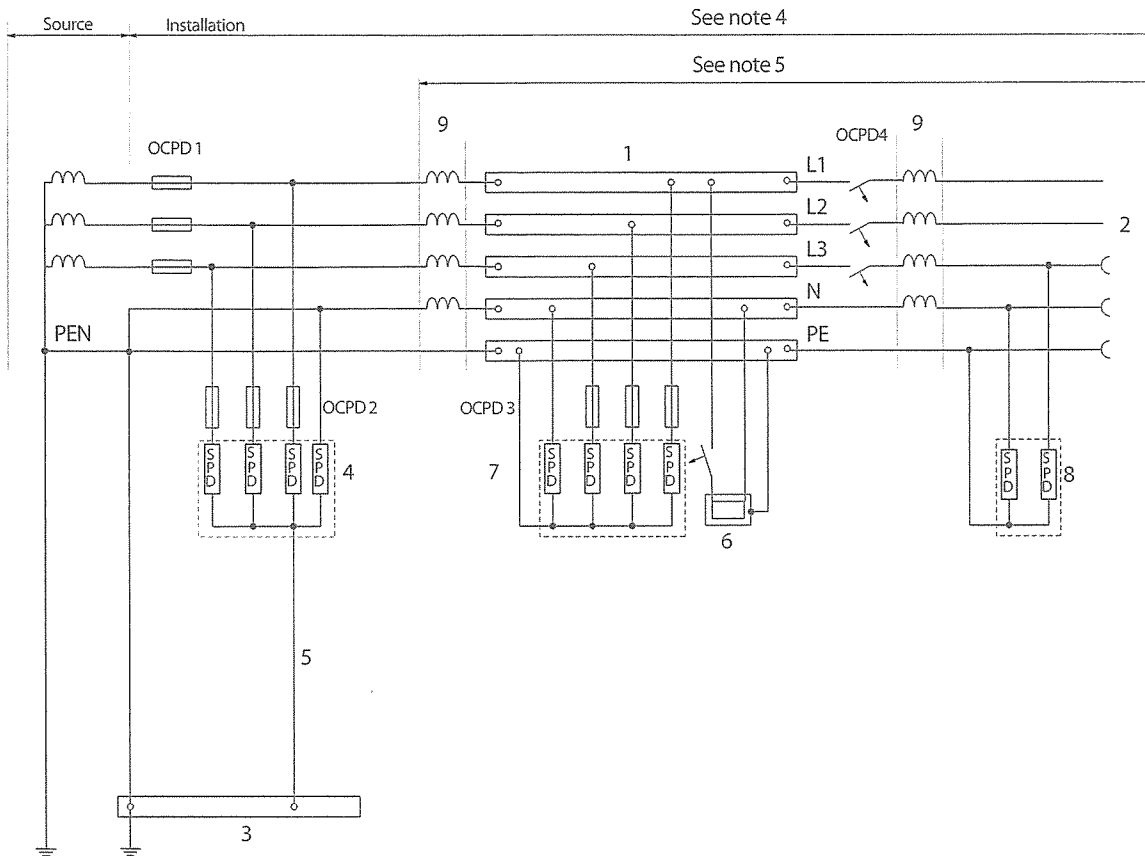 Source
Installation
See note 4
See note 5
9
OCPD 1
1
OCPD4
9
L1
L2
2
L3
N
PEN
PE
OCPD 2
OCPD 3
SPD
SPD
SPD
SPD
4
7
SPD
SPD
SPD
SPD
6
SPD
SPD
8
5
3